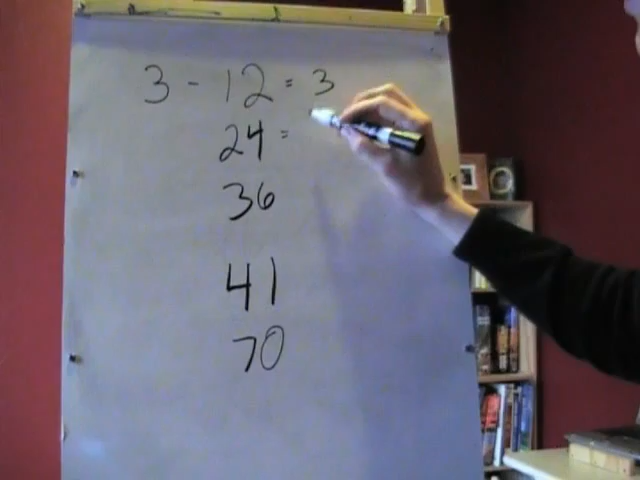 3 - 12 = 3
24 =
36
41
70